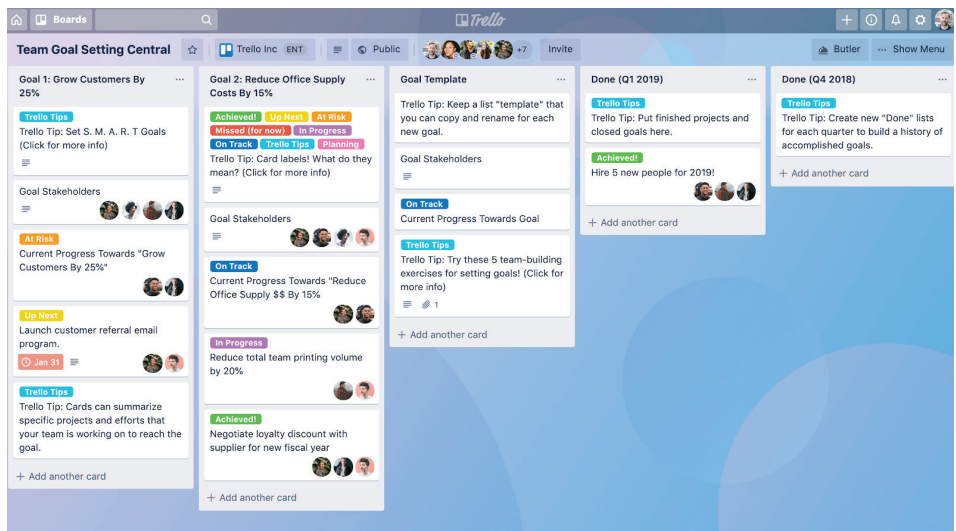 Boards
Trello
Team Goal Setting Central
Trello Inc ENT
Public
+7
Invite
Butler
... Show Menu
Goal 1: Grow Customers By
25%
Trello Tips
Trello Tip: Set S. M. A. R. T Goals
(Click for more info)
Goal Stakeholders
At Risk
Current Progress Towards "Grow
Customers By 25%"
Up Next
Launch customer referral email
program.
Jan 31
Trello Tips
Trello Tip: Cards can summarize
specific projects and efforts that
your team is working on to reach the
goal.
+ Add another card
Goal 2: Reduce Office Supply
Costs By 15%
Achieved! Up Next At Risk
Missed (for now) In Progress
On Track Trello Tips Planning
Trello Tip: Card labels! What do they
mean? (Click for more info)
Goal Stakeholders
On Track
Current Progress Towards "Reduce
Office Supply $$ By 15%
In Progress
Reduce total team printing volume
by 20%
Achieved!
Negotiate loyalty discount with
supplier for new fiscal year
+ Add another card
Goal Template
Trello Tip: Keep a list "template" that
you can copy and rename for each
new goal.
Goal Stakeholders
On Track
Current Progress Towards Goal
Trello Tips
Trello Tip: Try these 5 team-building
exercises for setting goals! (Click for
more info)
1
+ Add another card
Done (Q1 2019)
Trello Tips
Trello Tip: Put finished projects and
closed goals here.
Achieved!
Hire 5 new people for 2019!
+ Add another card
Done (Q4 2018)
Trello Tips
Trello Tip: Create new "Done" lists
for each quarter to build a history of
accomplished goals.
+ Add another card